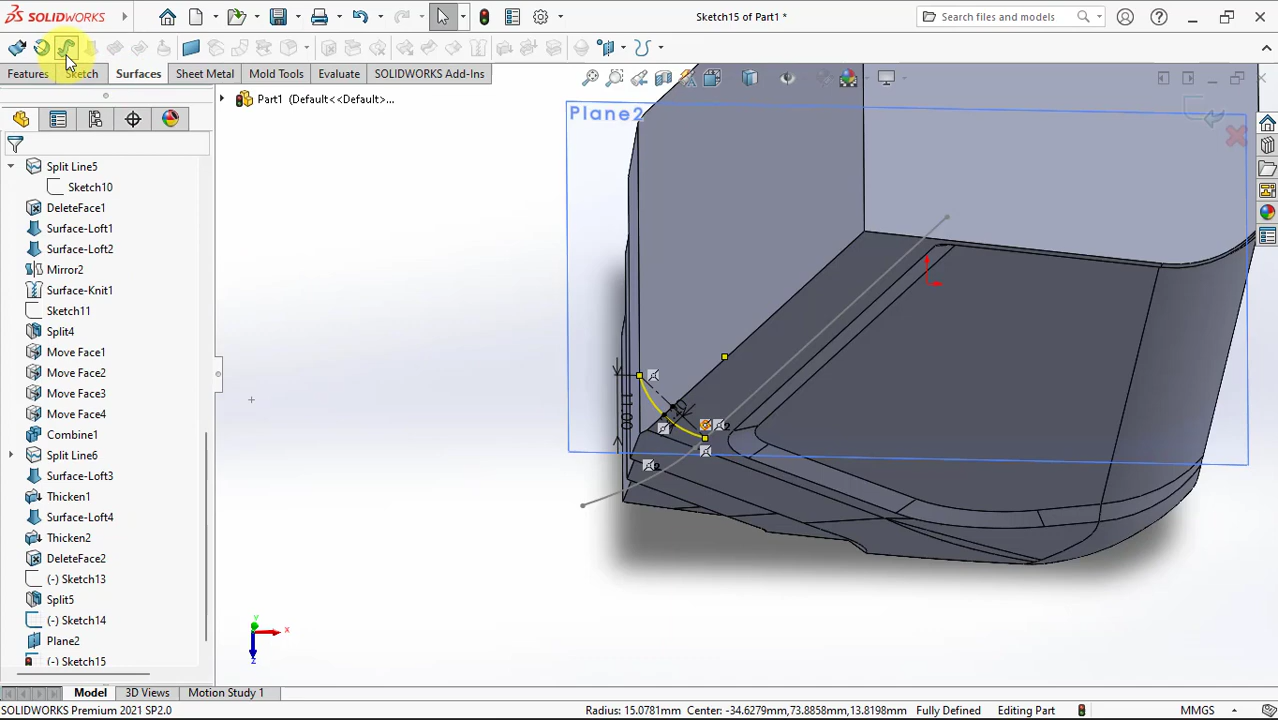 SOLIDWORKS
Sketch15 of Part1 *
Search files and models
Features
Sketch
Surfaces
Sheet Metal
Mold Tools
Evaluate
SOLIDWORKS Add-Ins
Part1 (Default<<Default>...
Plane2
Split Line5
Sketch10
DeleteFace1
Surface-Loft1
Surface-Loft2
Mirror2
Surface-Knit1
Sketch11
Split4
Move Face1
Move Face2
Move Face3
Move Face4
Combine1
Split Line6
Surface-Loft3
Thicken1
Surface-Loft4
Thicken2
DeleteFace2
(-) Sketch13
Split5
(-) Sketch14
Plane2
(-) Sketch15
Y
X
Z
Model
3D Views
Motion Study 1
SOLIDWORKS Premium 2021 SP2.0
Radius: 15.0781mm
Center: -34.6279mm,73.8858mm,13.8198mm
Fully Defined
Editing Part
MMGS